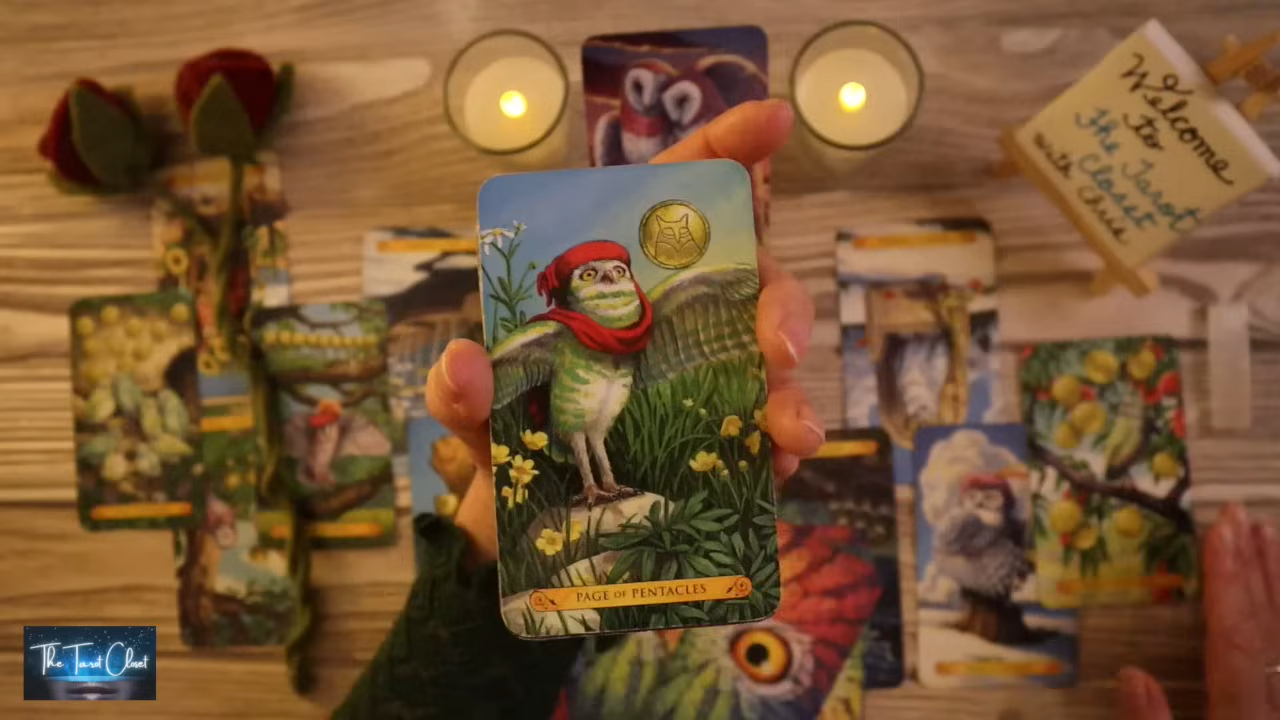 Welcome
to
The Tarot
Closet
with Chris
PAGE OF PENTACLES
The Tarot Closet